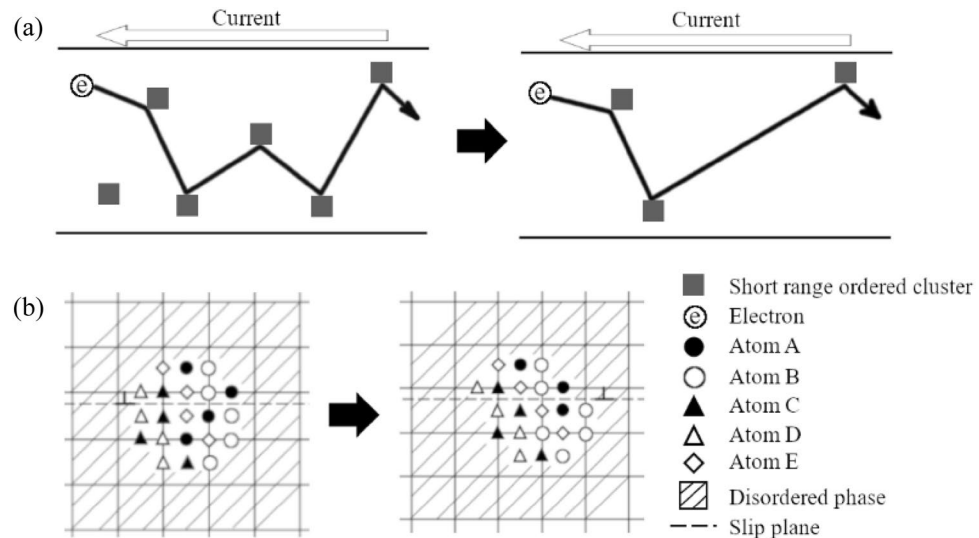 (a)
Current
Current
e
e
(b)
Short range ordered cluster
e Electron
Atom A
Atom B
Atom C
Atom D
Atom E
Disordered phase
Slip plane